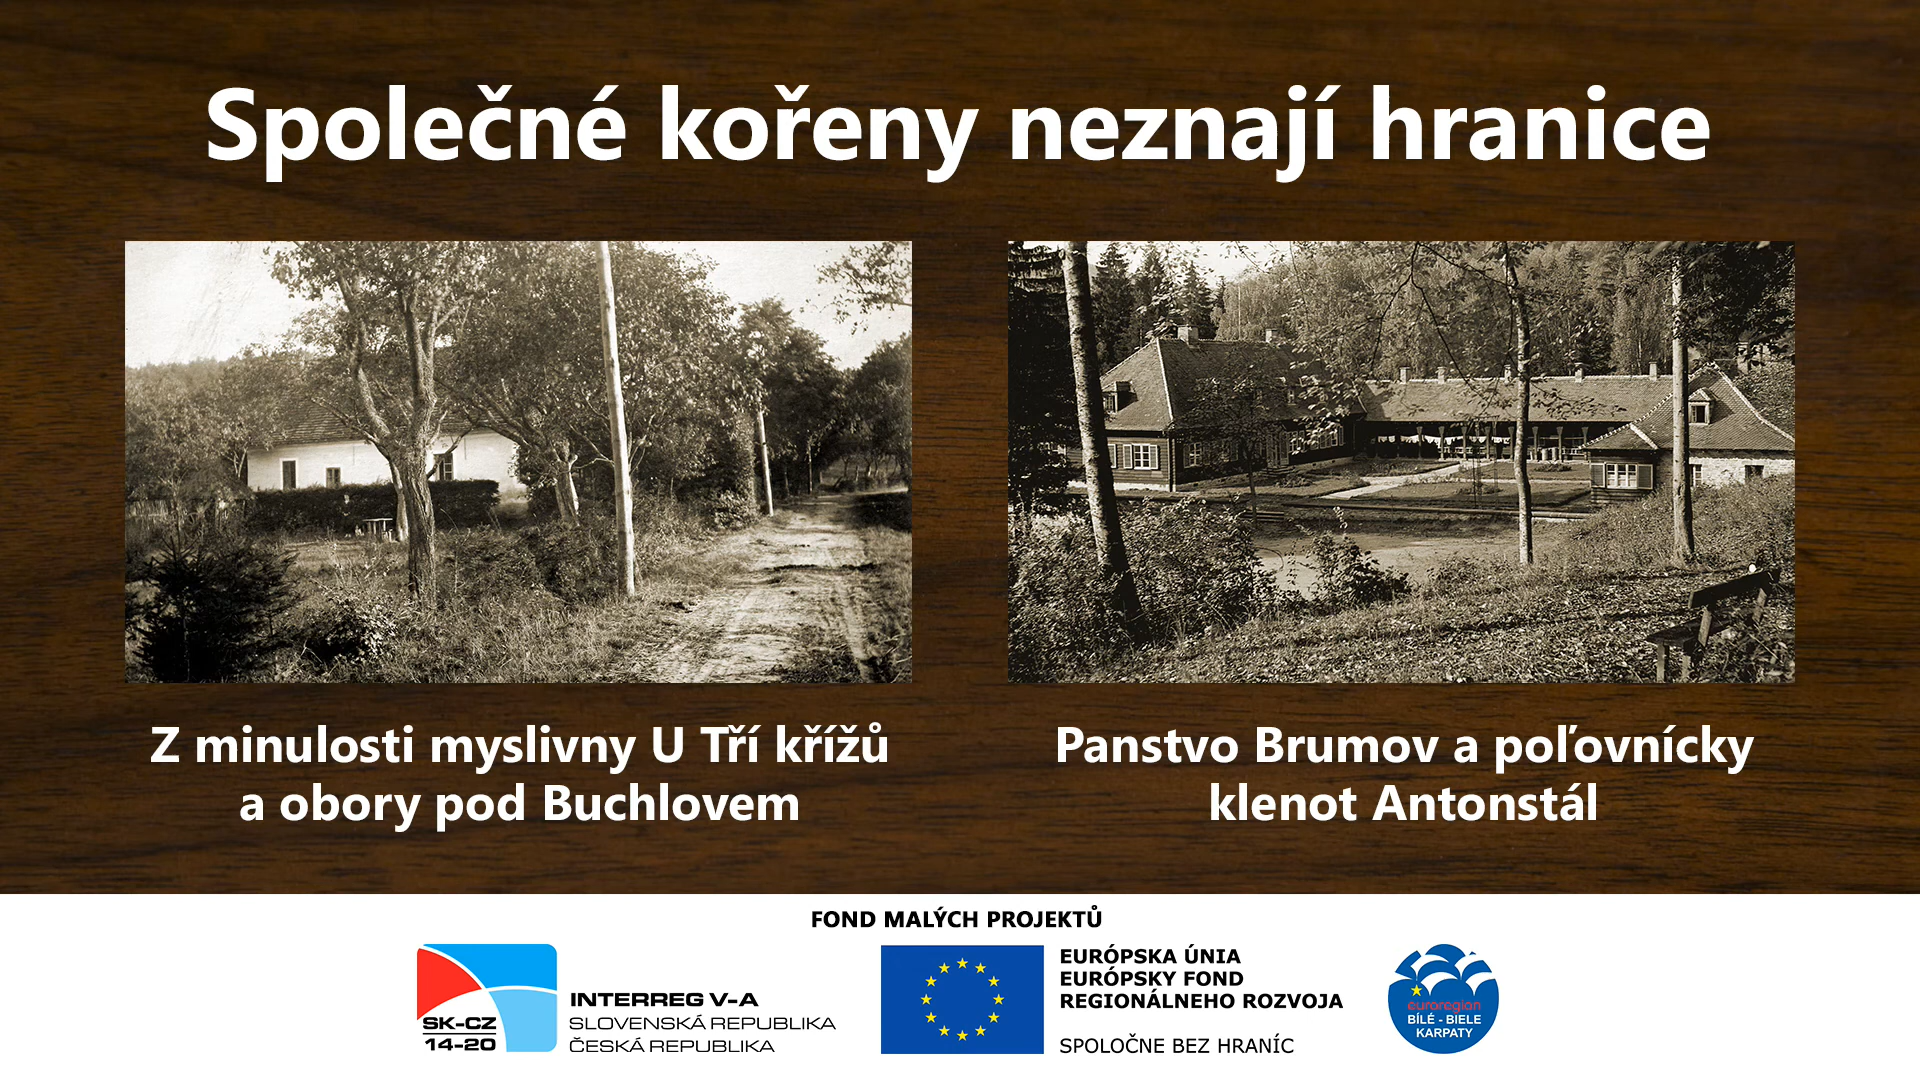 Společné kořeny neznají hranice
Z minulosti myslivny U Tří křížů
a obory pod Buchlovem
Panstvo Brumov a poľovnícky
klenot Antonstál
FOND MALÝCH PROJEKTŮ
SK-CZ
14-20
INTERREG V-A
SLOVENSKÁ REPUBLIKA
ČESKÁ REPUBLIKA
EURÓPSKA ÚNIA
EURÓPSKY FOND
REGIONÁLNEHO ROZVOJA
SPOLOČNE BEZ HRANÍC
euroregion
BÍLÉ - BIELE
KARPATY